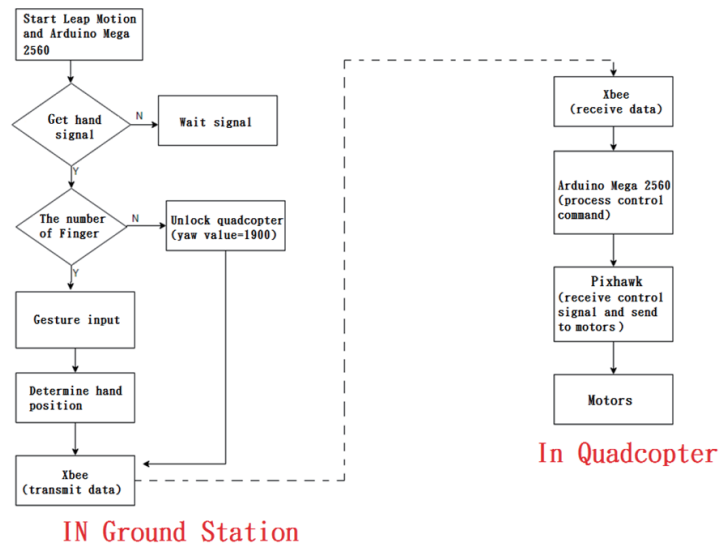 Start Leap Motion
and Arduino Mega
2560
Get hand
signal
N
Wait signal
Y
The number
of Finger
N
Unlock quadcopter
(yaw value=1900)
Y
Gesture input
Determine hand
position
Xbee
(transmit data)
IN Ground Station
Xbee
(receive data)
Arduino Mega 2560
(process control
command)
Pixhawk
(receive control
signal and send
to motors)
Motors
In Quadcopter